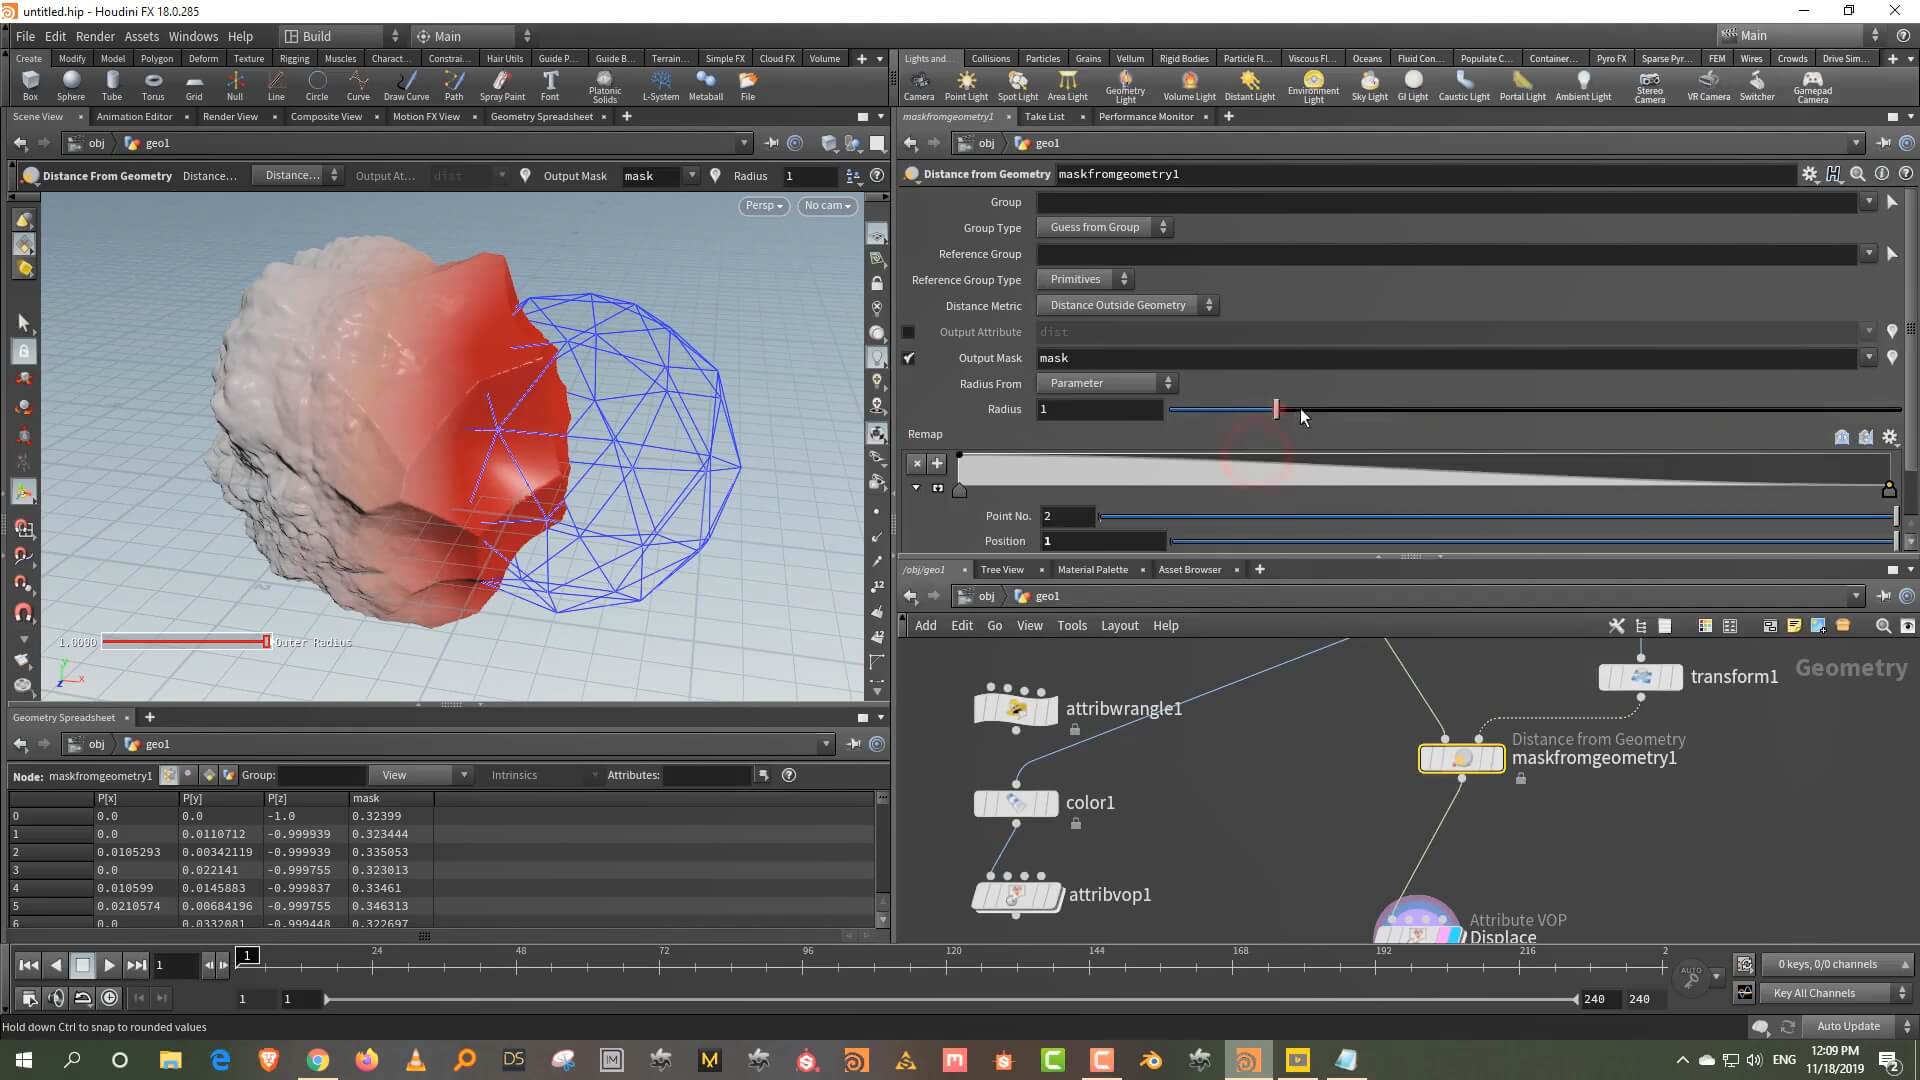 untitled.hip - Houdini FX 18.0.285
File Edit Render Assets Windows Help Build Main Main
Create Modify Model Polygon Deform Texture Rigging Muscles Charact... Constrai... Hair Utils Guide P... Guide B... Terrain... Simple FX Cloud FX Volume
Box Sphere Tube Torus Grid Null Line Circle Curve Draw Curve Path Spray Paint Font Platonic Solids L-System Metaball File
Lights and... Collisions Particles Grains Vellum Rigid Bodies Particle Fl... Viscous Fl... Oceans Fluid Con... Populate C... Container... Pyro FX Sparse Pyr... FEM Wires Crowds Drive Sim...
Camera Point Light Spot Light Area Light Geometry Light Volume Light Distant Light Environment Light Sky Light GI Light Caustic Light Portal Light Ambient Light Stereo Camera VR Camera Switcher Gamepad Camera
Scene View Animation Editor Render View Composite View Motion FX View Geometry Spreadsheet
obj geo1
Distance From Geometry Distance... Distance... Output At... dist Output Mask mask Radius 1
Persp No cam
1.0000 Outer Radius
maskfromgeometry1 Take List Performance Monitor
obj geo1
Distance from Geometry maskfromgeometry1
Group
Group Type Guess from Group
Reference Group
Reference Group Type Primitives
Distance Metric Distance Outside Geometry
Output Attribute dist
Output Mask mask
Radius From Parameter
Radius 1
Remap
Point No. 2
Position 1
/obj/geo1 Tree View Material Palette Asset Browser
obj geo1
Add Edit Go View Tools Layout Help
Geometry
transform1
attribwrangle1
Distance from Geometry
maskfromgeometry1
color1
attribvop1
Attribute VOP
Displace
Geometry Spreadsheet
obj geo1
Node: maskfromgeometry1 Group: View Intrinsics Attributes:
P[x] P[y] P[z] mask
0 0.0 0.0 -1.0 0.32399
1 0.0 0.0110712 -0.999939 0.323444
2 0.0105293 0.00342119 -0.999939 0.335053
3 0.0 0.022141 -0.999755 0.323013
4 0.010599 0.0145883 -0.999837 0.33461
5 0.0210574 0.00684196 -0.999755 0.346313
6 0.0 0.0332081 -0.999448 0.322697
1 1 24 48 72 96 120 144 168 192 216 2
AUTO
0 keys, 0/0 channels
1 1 240 240
Key All Channels
Hold down Ctrl to snap to rounded values
Auto Update
ENG
12:09 PM
11/18/2019
2